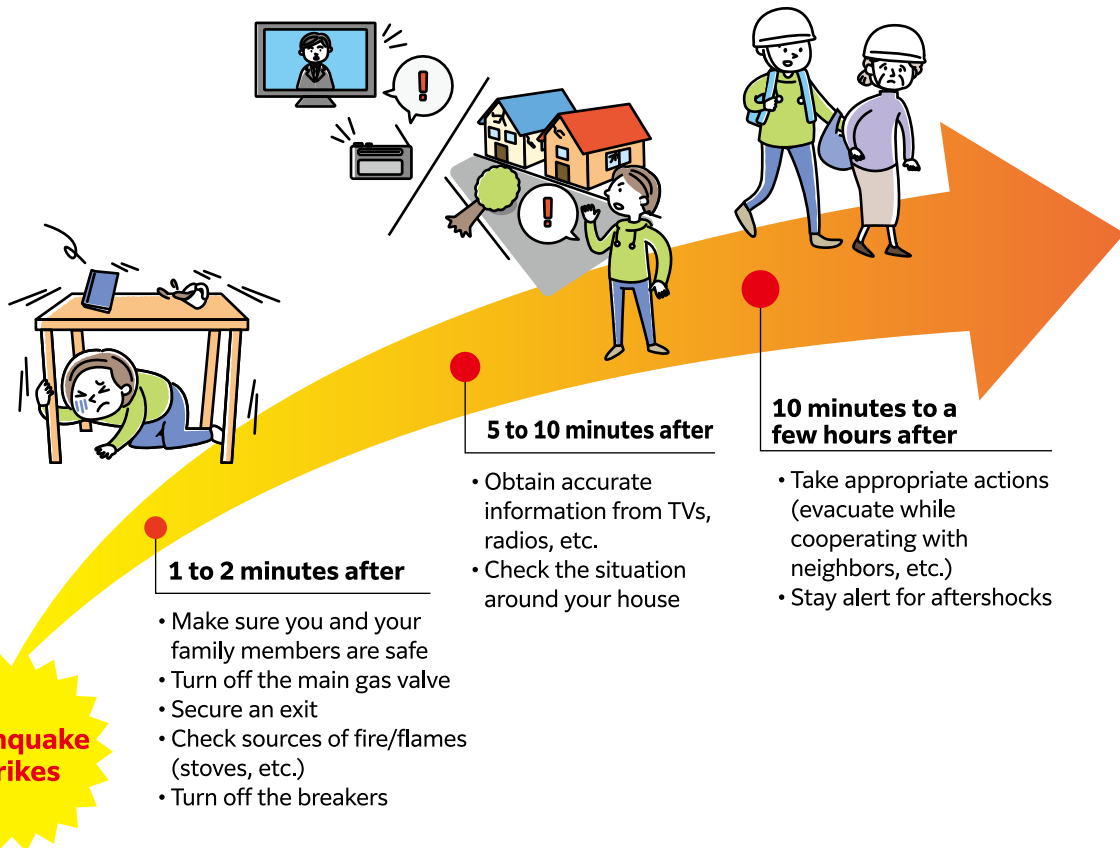 !
!
5 to 10 minutes after
• Obtain accurate
information from TVs,
radios, etc.
• Check the situation
around your house
10 minutes to a
few hours after
• Take appropriate actions
(evacuate while
cooperating with
neighbors, etc.)
• Stay alert for aftershocks
1 to 2 minutes after
• Make sure you and your
family members are safe
• Turn off the main gas valve
• Secure an exit
• Check sources of fire/flames
(stoves, etc.)
• Turn off the breakers